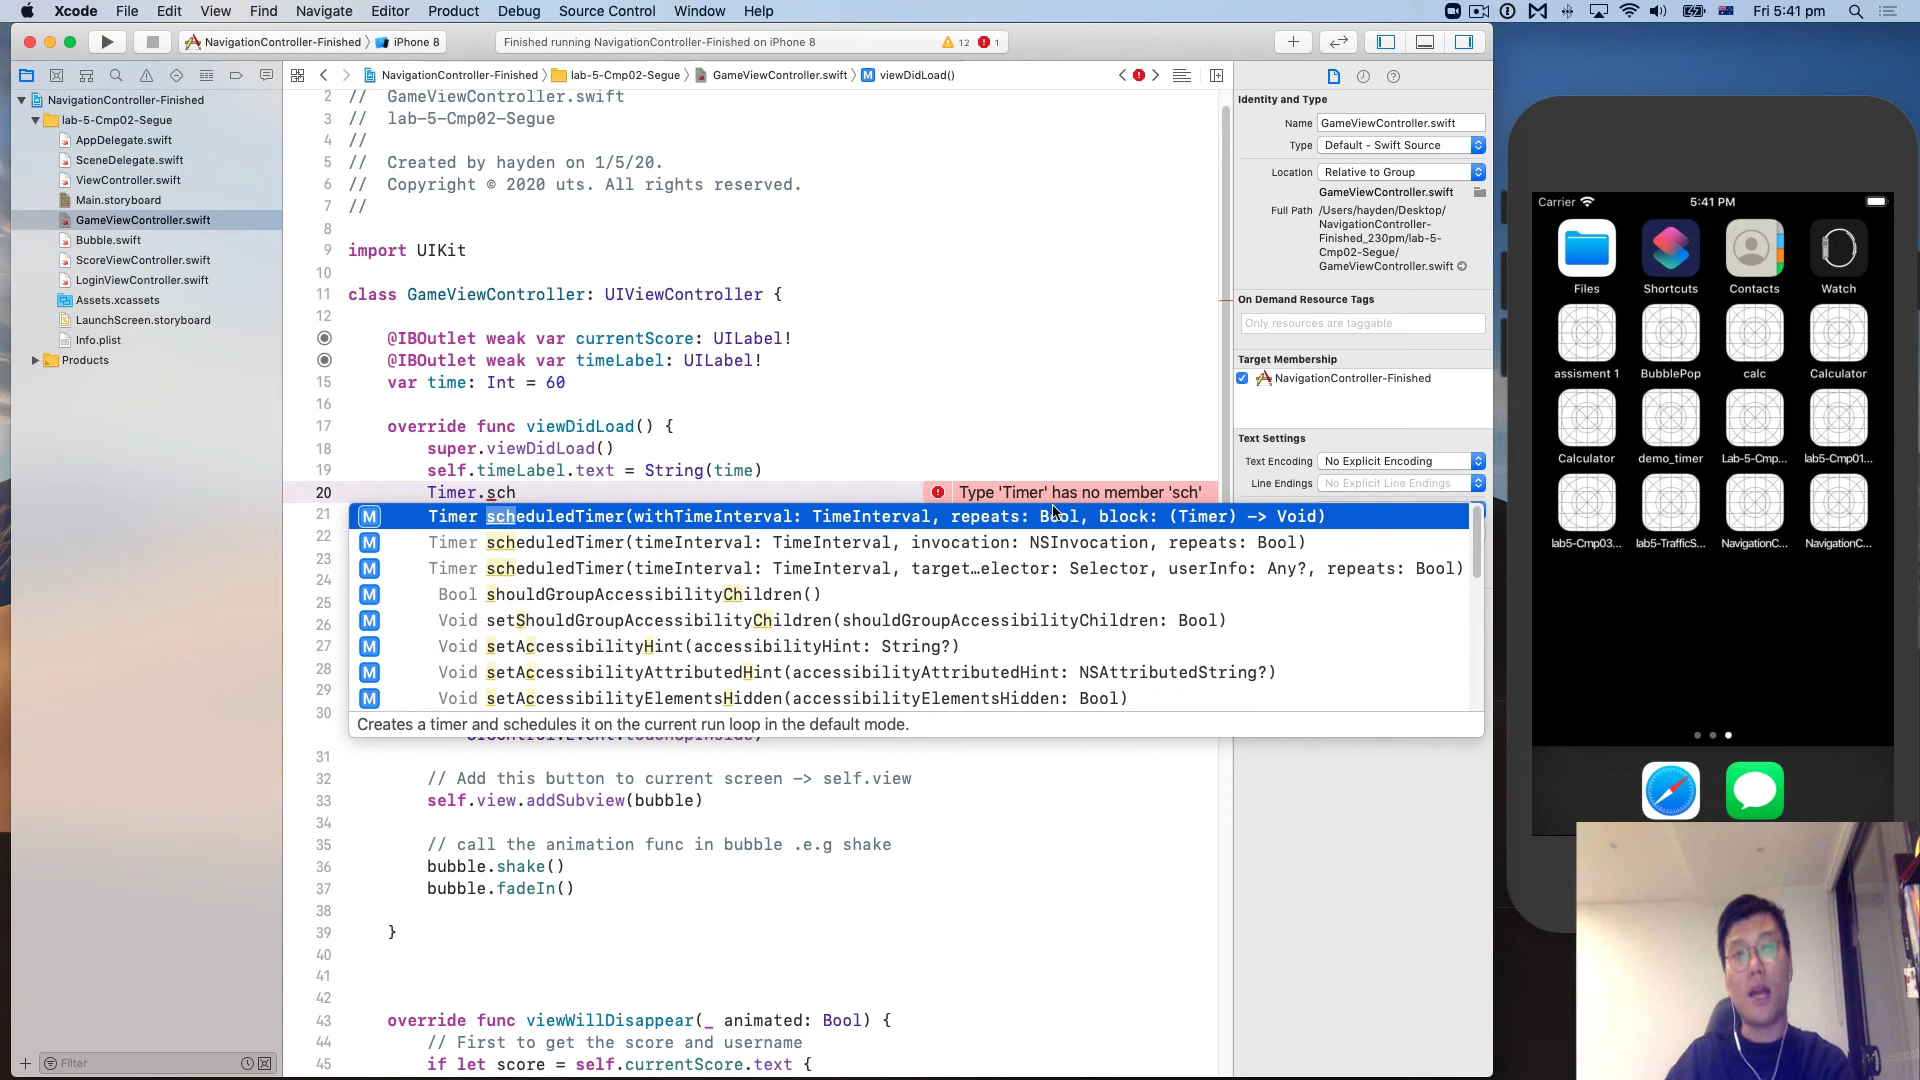 Xcode File Edit View Find Navigate Editor Product Debug Source Control Window Help
Fri 5:41 pm
NavigationController-Finished iPhone 8
Finished running NavigationController-Finished on iPhone 8
12 1
NavigationController-Finished lab-5-Cmp02-Segue GameViewController.swift M viewDidLoad()
NavigationController-Finished
lab-5-Cmp02-Segue
AppDelegate.swift
SceneDelegate.swift
ViewController.swift
Main.storyboard
GameViewController.swift
Bubble.swift
ScoreViewController.swift
LoginViewController.swift
Assets.xcassets
LaunchScreen.storyboard
Info.plist
Products
Filter
2 // GameViewController.swift
3 // lab-5-Cmp02-Segue
4 //
5 // Created by hayden on 1/5/20.
6 // Copyright © 2020 uts. All rights reserved.
7 //
8
9 import UIKit
10
11 class GameViewController: UIViewController {
12
@IBOutlet weak var currentScore: UILabel!
@IBOutlet weak var timeLabel: UILabel!
15 var time: Int = 60
16
17 override func viewDidLoad() {
18 super.viewDidLoad()
19 self.timeLabel.text = String(time)
20 Timer.sch
Type 'Timer' has no member 'sch'
21
22
23
24
25
26
27
28
29
30
M Timer scheduledTimer(withTimeInterval: TimeInterval, repeats: Bool, block: (Timer) -> Void)
M Timer scheduledTimer(timeInterval: TimeInterval, invocation: NSInvocation, repeats: Bool)
M Timer scheduledTimer(timeInterval: TimeInterval, target…elector: Selector, userInfo: Any?, repeats: Bool)
M Bool shouldGroupAccessibilityChildren()
M Void setShouldGroupAccessibilityChildren(shouldGroupAccessibilityChildren: Bool)
M Void setAccessibilityHint(accessibilityHint: String?)
M Void setAccessibilityAttributedHint(accessibilityAttributedHint: NSAttributedString?)
M Void setAccessibilityElementsHidden(accessibilityElementsHidden: Bool)
Creates a timer and schedules it on the current run loop in the default mode.
31
32 // Add this button to current screen -> self.view
33 self.view.addSubview(bubble)
34
35 // call the animation func in bubble .e.g shake
36 bubble.shake()
37 bubble.fadeIn()
38
39 }
40
41
42
43 override func viewWillDisappear(_ animated: Bool) {
44 // First to get the score and username
45 if let score = self.currentScore.text {
Identity and Type
Name GameViewController.swift
Type Default - Swift Source
Location Relative to Group
GameViewController.swift
Full Path /Users/hayden/Desktop/
NavigationController-
Finished_230pm/lab-5-
Cmp02-Segue/
GameViewController.swift
On Demand Resource Tags
Only resources are taggable
Target Membership
NavigationController-Finished
Text Settings
Text Encoding No Explicit Encoding
Line Endings No Explicit Line Endings
Carrier 5:41 PM
Files Shortcuts Contacts Watch
assisment 1 BubblePop calc Calculator
Calculator demo_timer Lab-5-Cmp... lab5-Cmp01...
lab5-Cmp03... lab5-TrafficS... NavigationC... NavigationC...